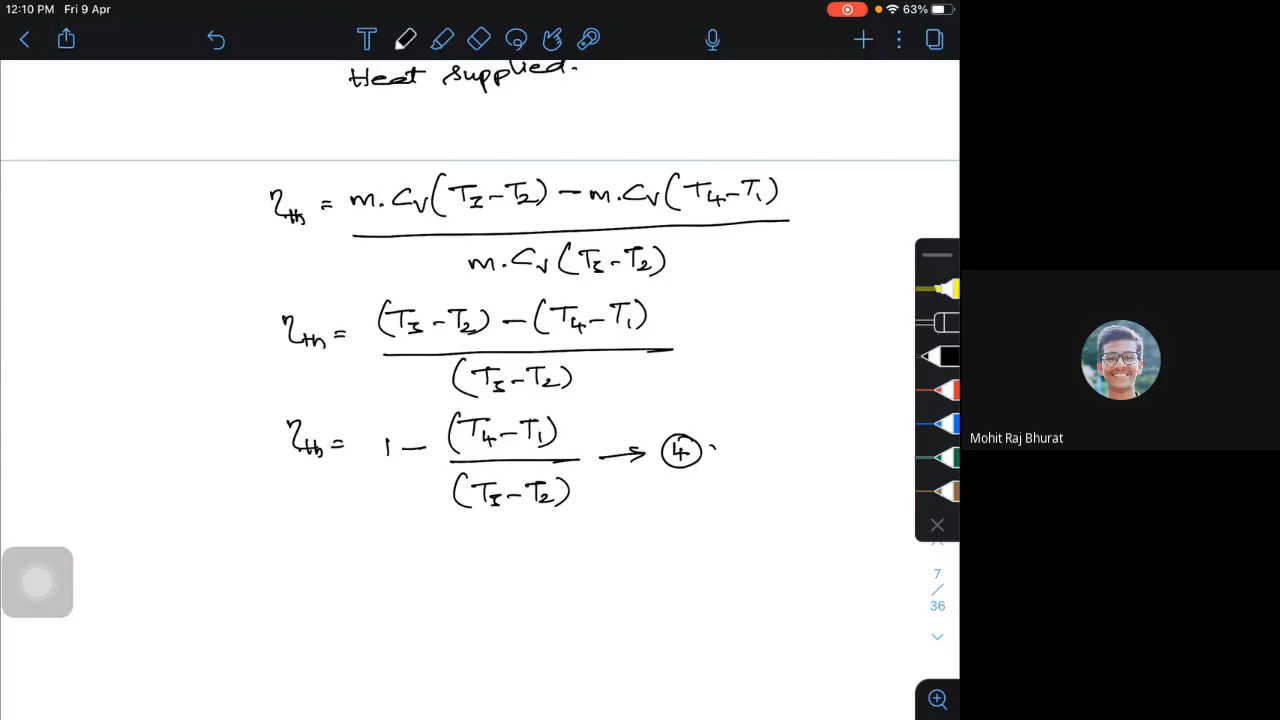 12:10 PM Fri 9 Apr 63%
Heat supplied.
ηth = m.Cv(T3-T2) - m.Cv(T4-T1)
m.Cv(T3-T2)
ηth = (T3-T2) - (T4-T1)
(T3-T2)
ηth = 1 - (T4-T1) → 4
(T3-T2)
Mohit Raj Bhurat
7
/
36